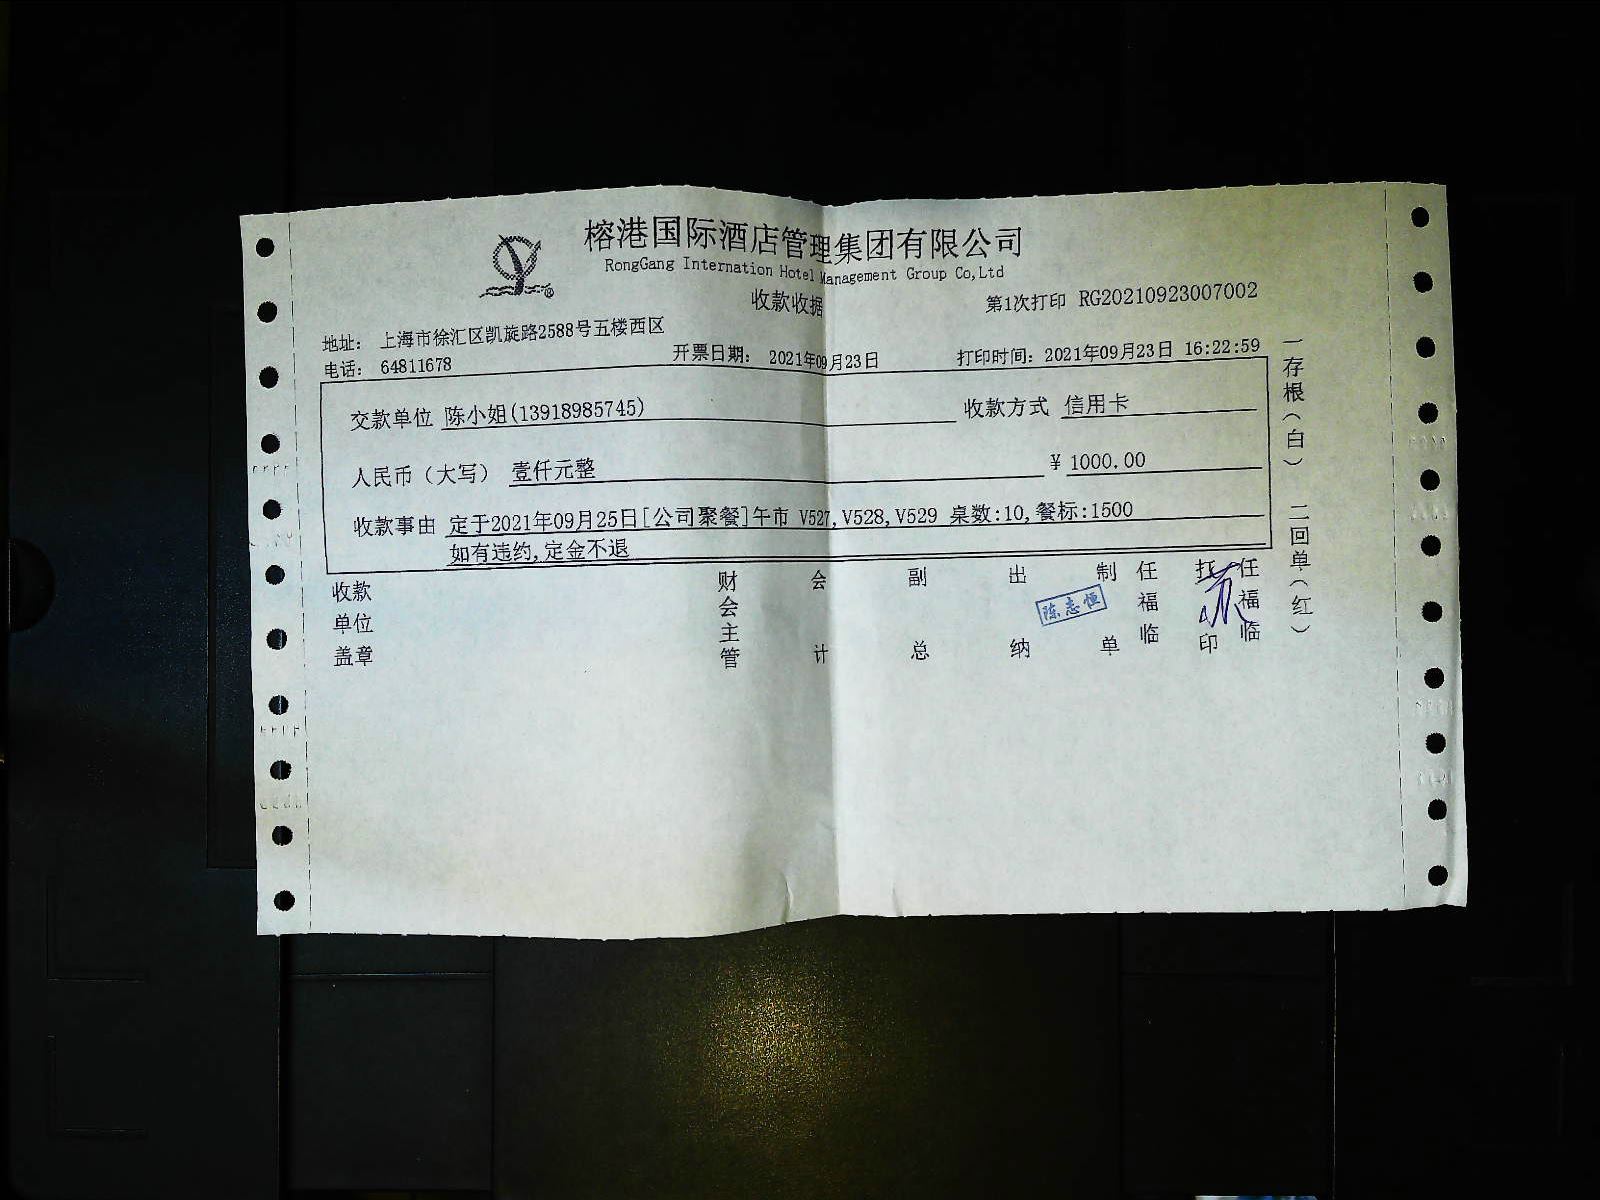 榕港国际酒店管理集团有限公司
RongGang Internation Hotel Management Group Co,Ltd
收款收据
第1次打印 RG20210923007002
地址： 上海市徐汇区凯旋路2588号五楼西区
电话： 64811678
开票日期： 2021年09月23日
打印时间：2021年09月23日 16:22:59
交款单位 陈小姐(13918985745)
收款方式 信用卡
人民币（大写） 壹仟元整
￥ 1000.00
收款事由 定于2021年09月25日[公司聚餐]午市 V527,V528,V529 桌数:10,餐标:1500
如有违约,定金不退
收款单位盖章
财会主管
会计
副总
出纳
陈志恒
制单
任福临
打印
任福临
一存根（白） 二回单（红）